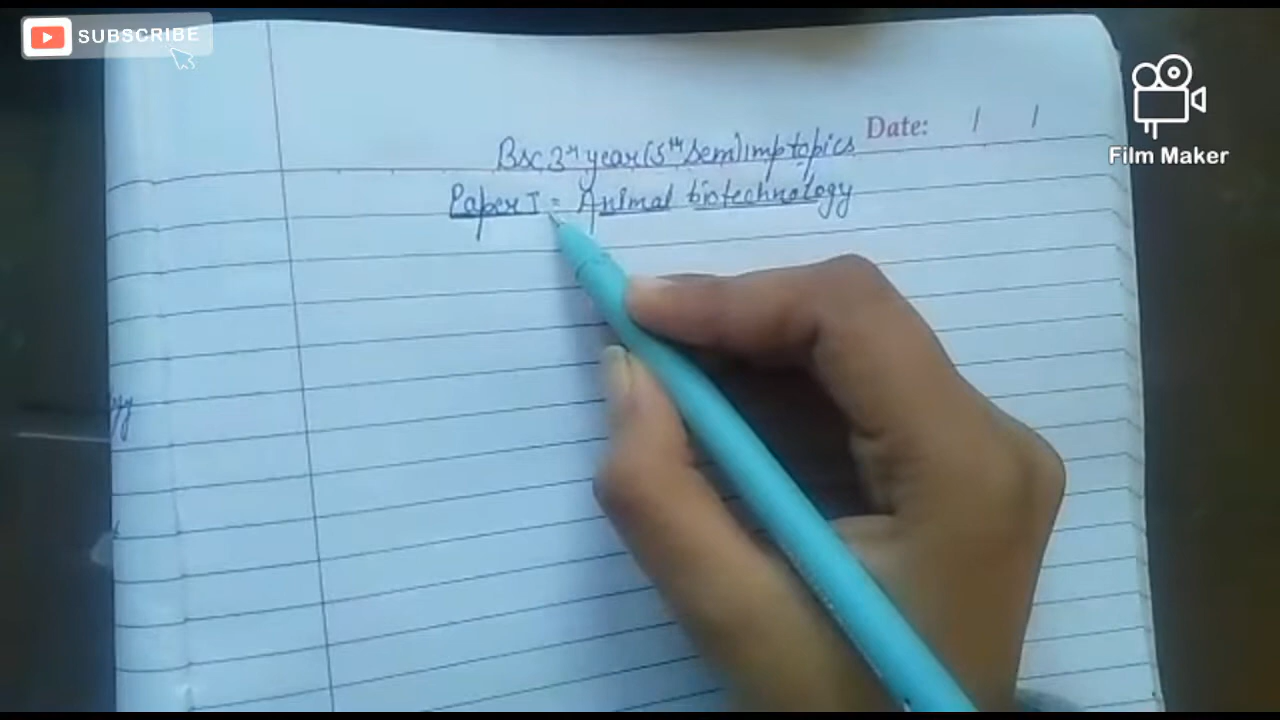 SUBSCRIBE
Film Maker
Date: / /
Bsc 3rd year (5th sem) imp topics
Paper I = Animal biotechnology